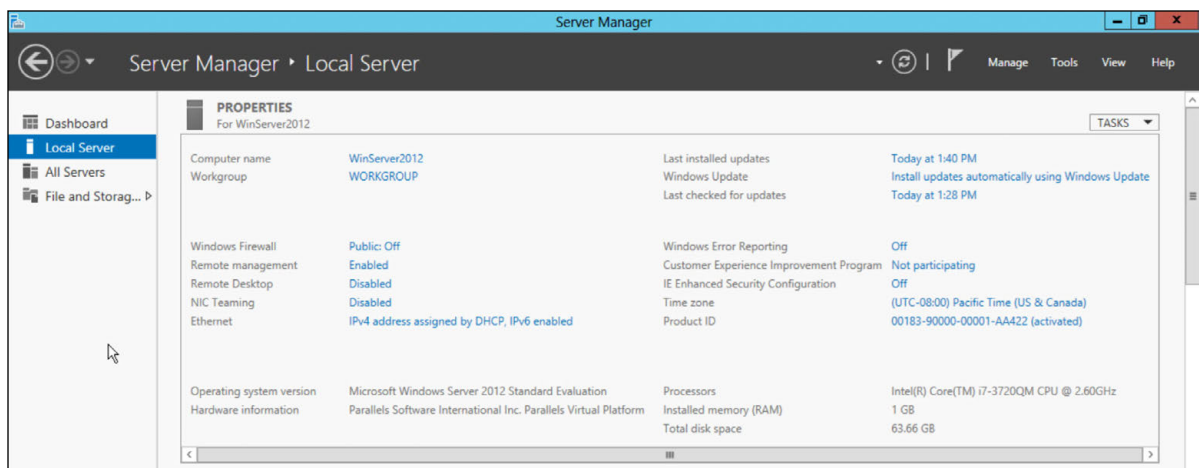 Server Manager
Server Manager ‣ Local Server
Manage Tools View Help
Dashboard
Local Server
All Servers
File and Storag...
PROPERTIES
For WinServer2012
TASKS
Computer name WinServer2012 Last installed updates Today at 1:40 PM
Workgroup WORKGROUP Windows Update Install updates automatically using Windows Update
Last checked for updates Today at 1:28 PM
Windows Firewall Public: Off Windows Error Reporting Off
Remote management Enabled Customer Experience Improvement Program Not participating
Remote Desktop Disabled IE Enhanced Security Configuration Off
NIC Teaming Disabled Time zone (UTC-08:00) Pacific Time (US & Canada)
Ethernet IPv4 address assigned by DHCP, IPv6 enabled Product ID 00183-90000-00001-AA422 (activated)
Operating system version Microsoft Windows Server 2012 Standard Evaluation Processors Intel(R) Core(TM) i7-3720QM CPU @ 2.60GHz
Hardware information Parallels Software International Inc. Parallels Virtual Platform Installed memory (RAM) 1 GB
Total disk space 63.66 GB